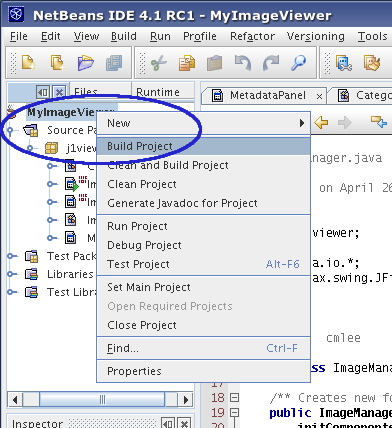 NetBeans IDE 4.1 RC1 - MyImageViewer
File Edit View Navigate Source Build Run Profile Refactor Versioning Tools
Files Runtime
MetadataPanel
MyImageViewer
Source
j1view
Test
Libraries
Test
New
Build Project
Clean and Build Project
Clean Project
Generate Javadoc for Project
Run Project
Debug Project
Test Project Alt-F6
Set Main Project
Open Required Projects
Close Project
Find... Ctrl-F
Properties
nager.java
on April 26
viewer;
a.io.*;
ax.swing.JF
cmlee
ss ImageMana
17
18
19 /** Creates new fo
20 public ImageManage
initComponents
Inspector